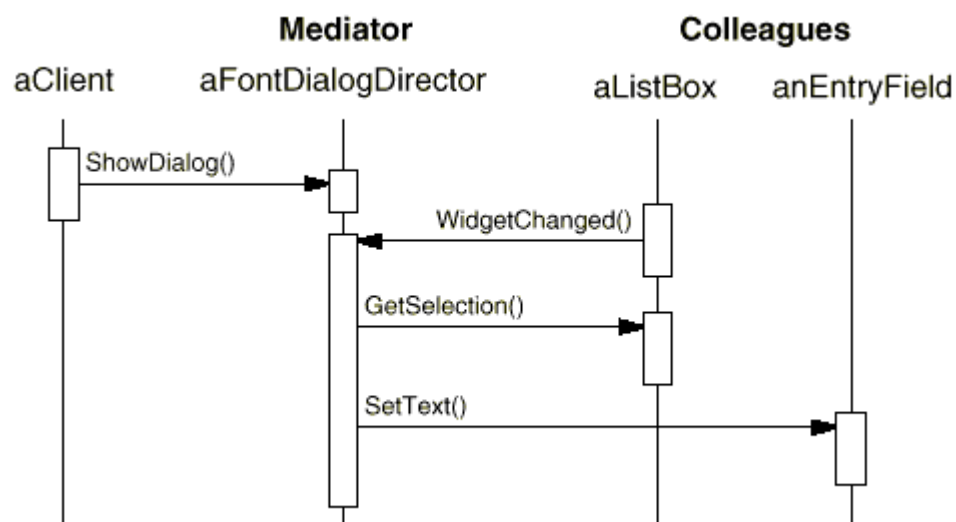 Mediator
Colleagues
aClient
aFontDialogDirector
aListBox
anEntryField
ShowDialog()
WidgetChanged()
GetSelection()
SetText()